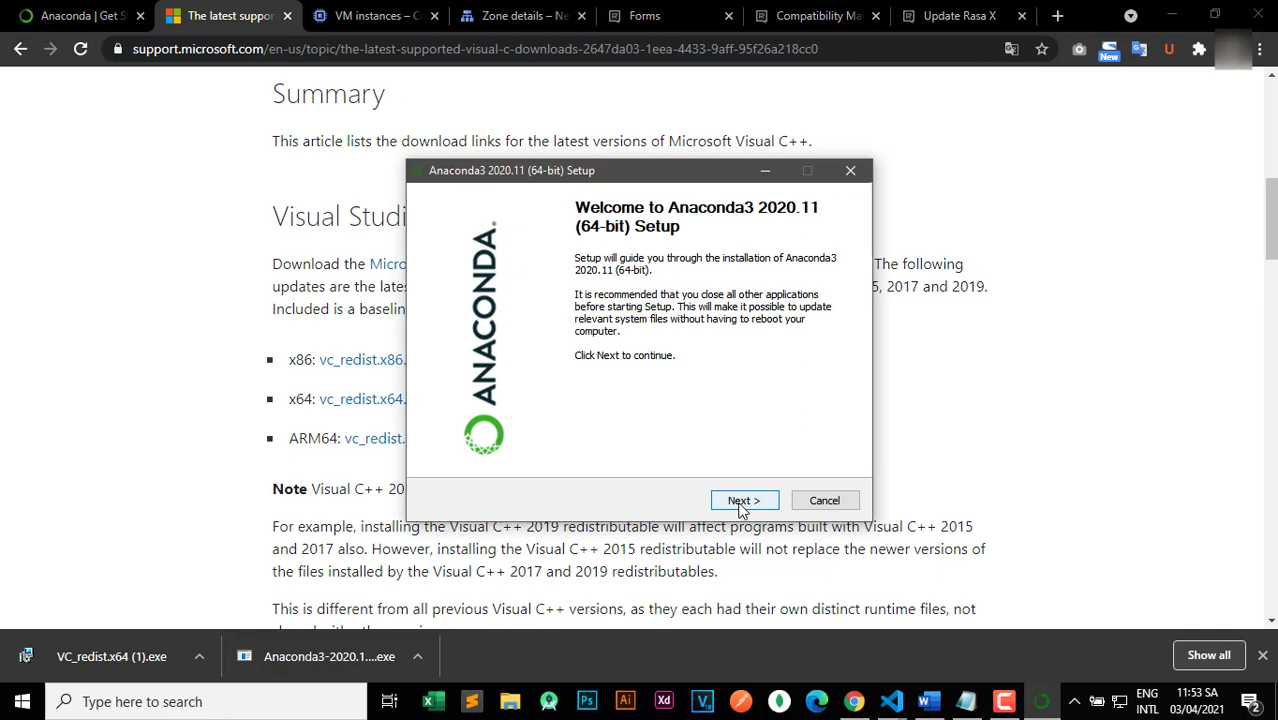 Anaconda | Get S
The latest suppo
VM instances – C
Zone details – Ne
Forms
Compatibility Ma
Update Rasa X
support.microsoft.com/en-us/topic/the-latest-supported-visual-c-downloads-2647da03-1eea-4433-9aff-95f26a218cc0
New
U
Summary
This article lists the download links for the latest versions of Microsoft Visual C++.
Visual Studi
Download the Micro
The following
updates are the lates
5, 2017 and 2019.
Included is a baselin
x86: vc_redist.x86.
x64: vc_redist.x64.
ARM64: vc_redist.
Note Visual C++ 20
For example, installing the Visual C++ 2019 redistributable will affect programs built with Visual C++ 2015
and 2017 also. However, installing the Visual C++ 2015 redistributable will not replace the newer versions of
the files installed by the Visual C++ 2017 and 2019 redistributables.
This is different from all previous Visual C++ versions, as they each had their own distinct runtime files, not
Anaconda3 2020.11 (64-bit) Setup
ANACONDA.
Welcome to Anaconda3 2020.11
(64-bit) Setup
Setup will guide you through the installation of Anaconda3
2020.11 (64-bit).
It is recommended that you close all other applications
before starting Setup. This will make it possible to update
relevant system files without having to reboot your
computer.
Click Next to continue.
Next >
Cancel
VC_redist.x64 (1).exe
Anaconda3-2020.1....exe
Show all
Type here to search
Ps
Ai
Xd
ENG
INTL
11:53 SA
03/04/2021
2